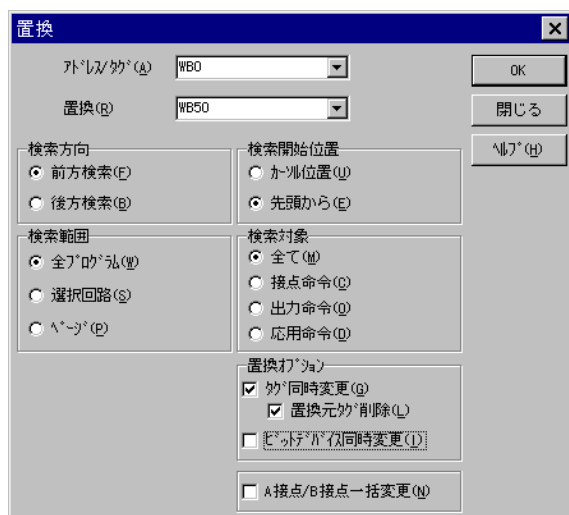 置換
ｱﾄﾞﾚｽ/ﾀｸﾞ(A)
WB0
OK
置換(R)
WB50
閉じる
ﾍﾙﾌﾟ(H)
検索方向
前方検索(F)
後方検索(B)
検索開始位置
ｶｰｿﾙ位置(U)
先頭から(E)
検索範囲
全ﾌﾟﾛｸﾞﾗﾑ(W)
選択回路(S)
ﾍﾟｰｼﾞ(P)
検索対象
全て(M)
接点命令(C)
出力命令(O)
応用命令(D)
置換ｵﾌﾟｼｮﾝ
ﾀｸﾞ同時変更(G)
置換元ﾀｸﾞ削除(L)
ﾋﾞｯﾄﾃﾞﾊﾞｲｽ同時変更(I)
A接点/B接点一括変更(N)